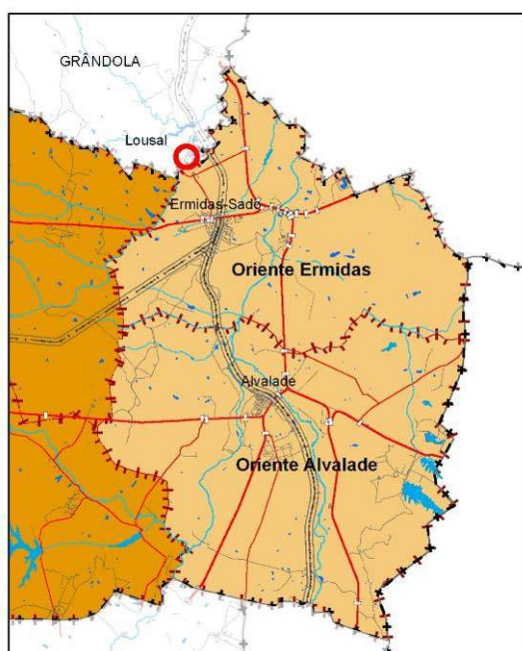 GRÂNDOLA
Lousal
Ermidas-Sado
Oriente Ermidas
Alvalade
Oriente Alvalade